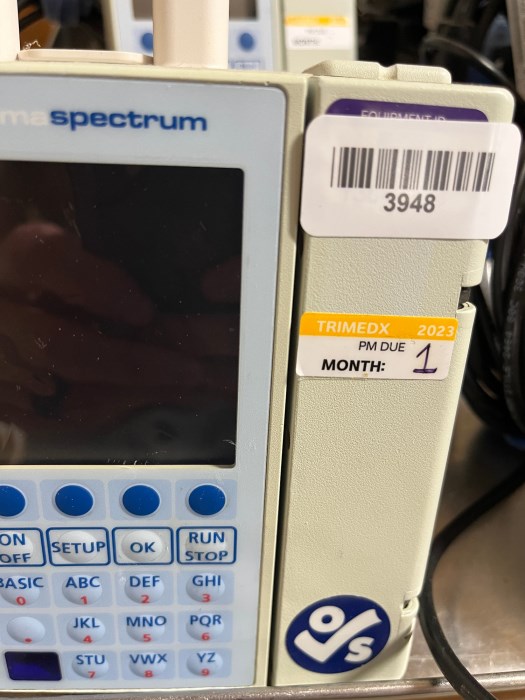 maspectrum
EQUIPMENT ID
3948
TRIMEDX 2023
PM DUE
MONTH: 1
ON
OFF
SETUP
OK
RUN
STOP
BASIC
0
ABC
1
DEF
2
GHI
3
JKL
4
MNO
5
PQR
6
STU
7
VWX
8
YZ
9